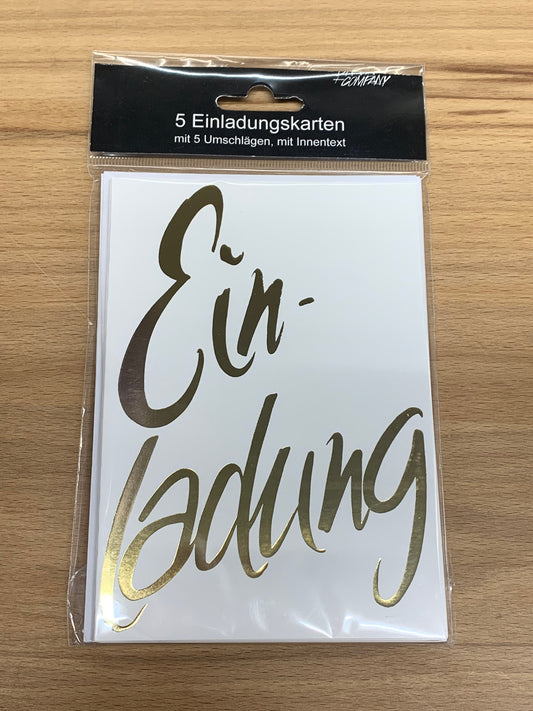 COMPANY
5 Einladungskarten
mit 5 Umschlägen, mit Innentext
Ein-
ladung